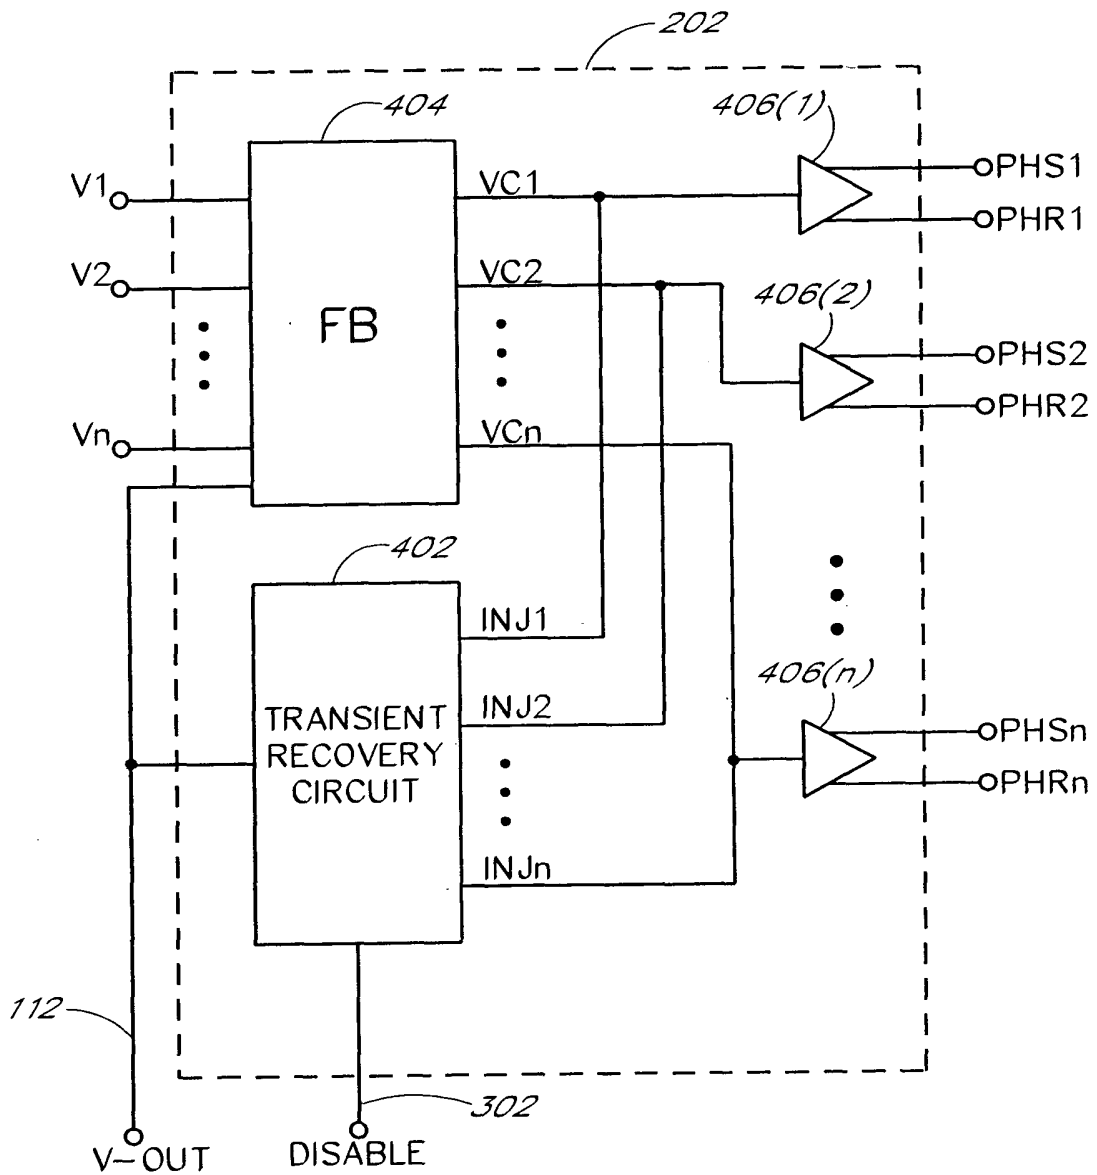 202
404
406(1)
V1
VC1
PHS1
PHR1
V2
VC2
406(2)
FB
PHS2
PHR2
Vn
VCn
402
INJ1
406(n)
TRANSIENT
RECOVERY
CIRCUIT
INJ2
PHSn
PHRn
INJn
112
302
V-OUT
DISABLE